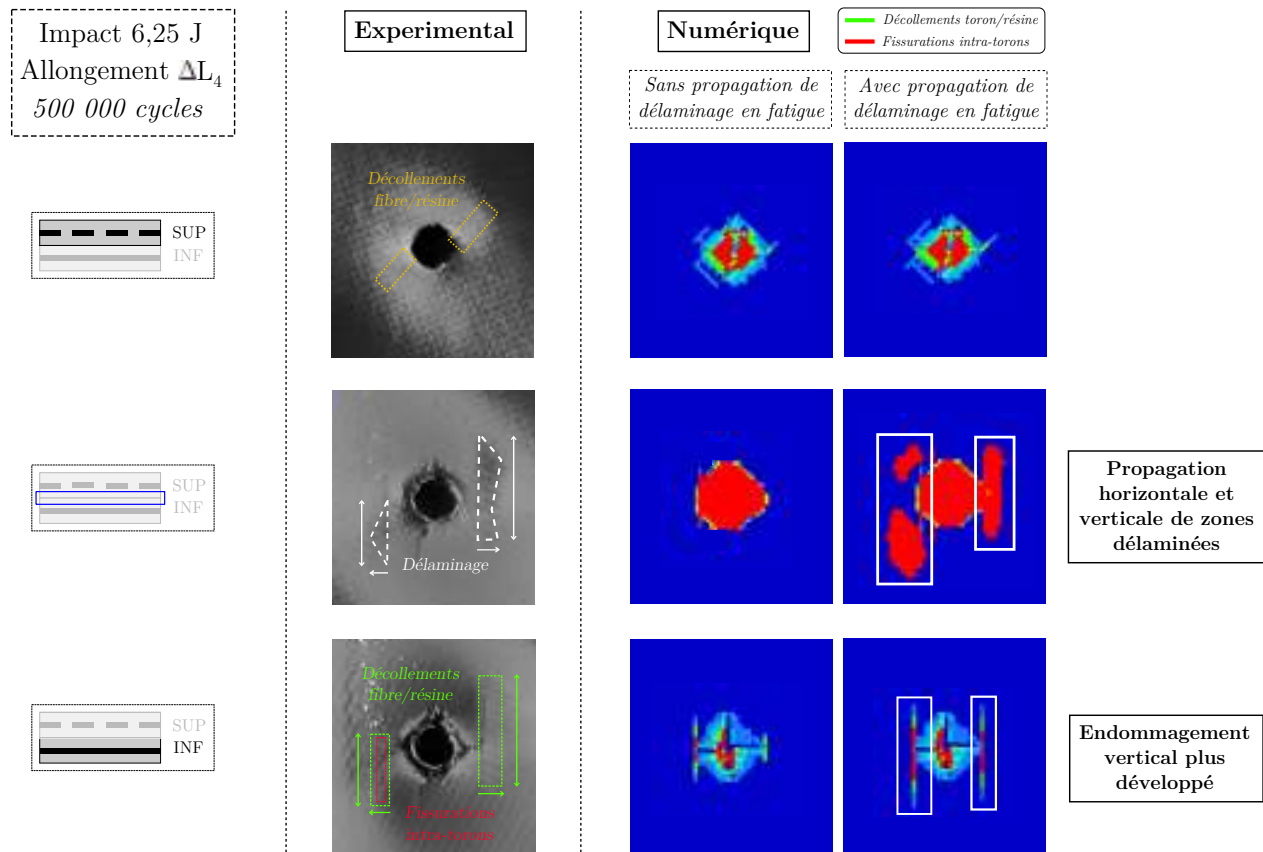 Impact 6,25 J
Allongement ΔL₄
500 000 cycles
Experimental
Numérique
Décollements toron/résine
Fissurations intra-torons
Sans propagation de
délaminage en fatigue
Avec propagation de
délaminage en fatigue
Décollements
fibre/résine
SUP
INF
SUP
INF
Délaminage
Propagation
horizontale et
verticale de zones
délaminées
Décollements
fibre/résine
Fissurations
intra-torons
SUP
INF
Endommagement
vertical plus
développé